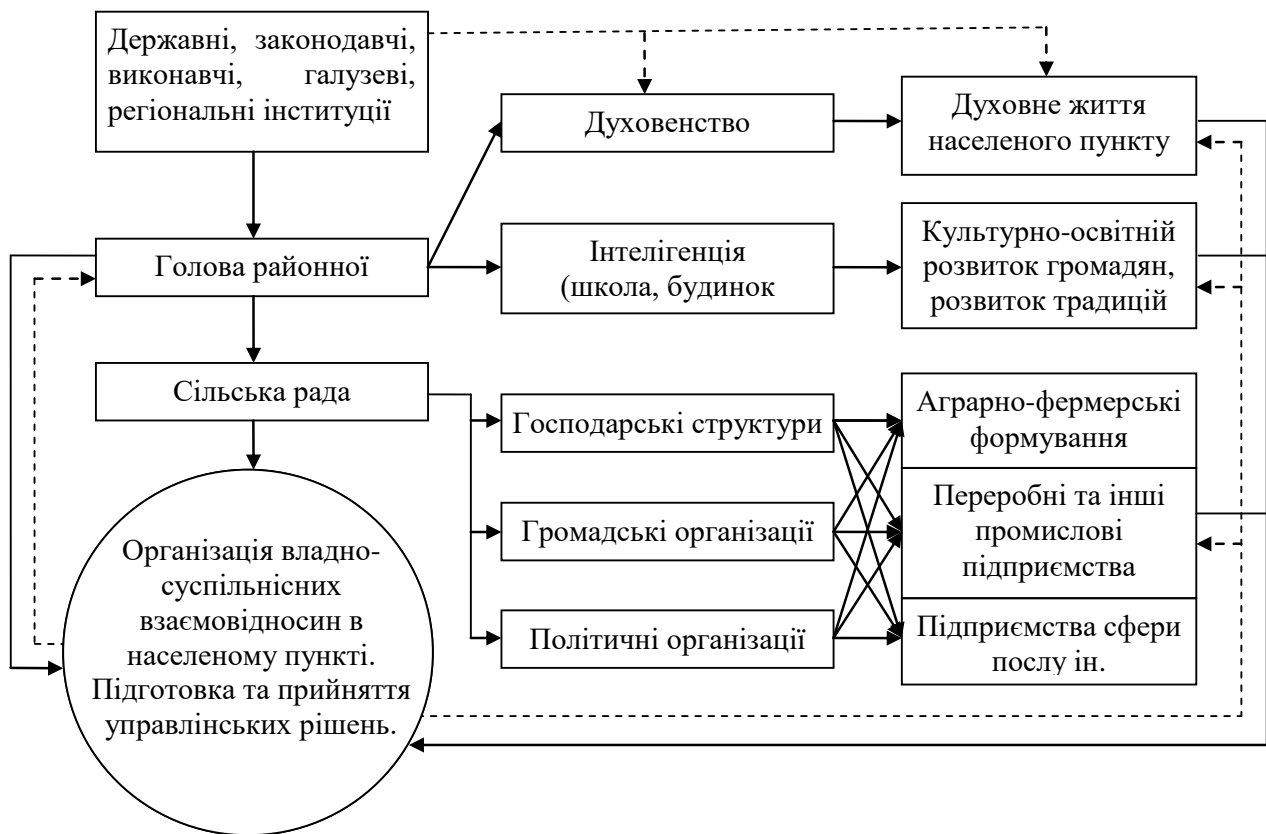 Державні, законодавчі,
виконавчі, галузеві,
регіональні інституції
Духовенство
Духовне життя
населеного пункту
Голова районної
Інтелігенція
(школа, будинок
Культурно-освітній
розвиток громадян,
розвиток традицій
Сільська рада
Господарські структури
Аграрно-фермерські
формування
Громадські організації
Переробні та інші
промислові
підприємства
Політичні організації
Підприємства сфери
послу ін.
Організація владно-
суспільнісних
взаємовідносин в
населеному пункті.
Підготовка та прийняття
управлінських рішень.